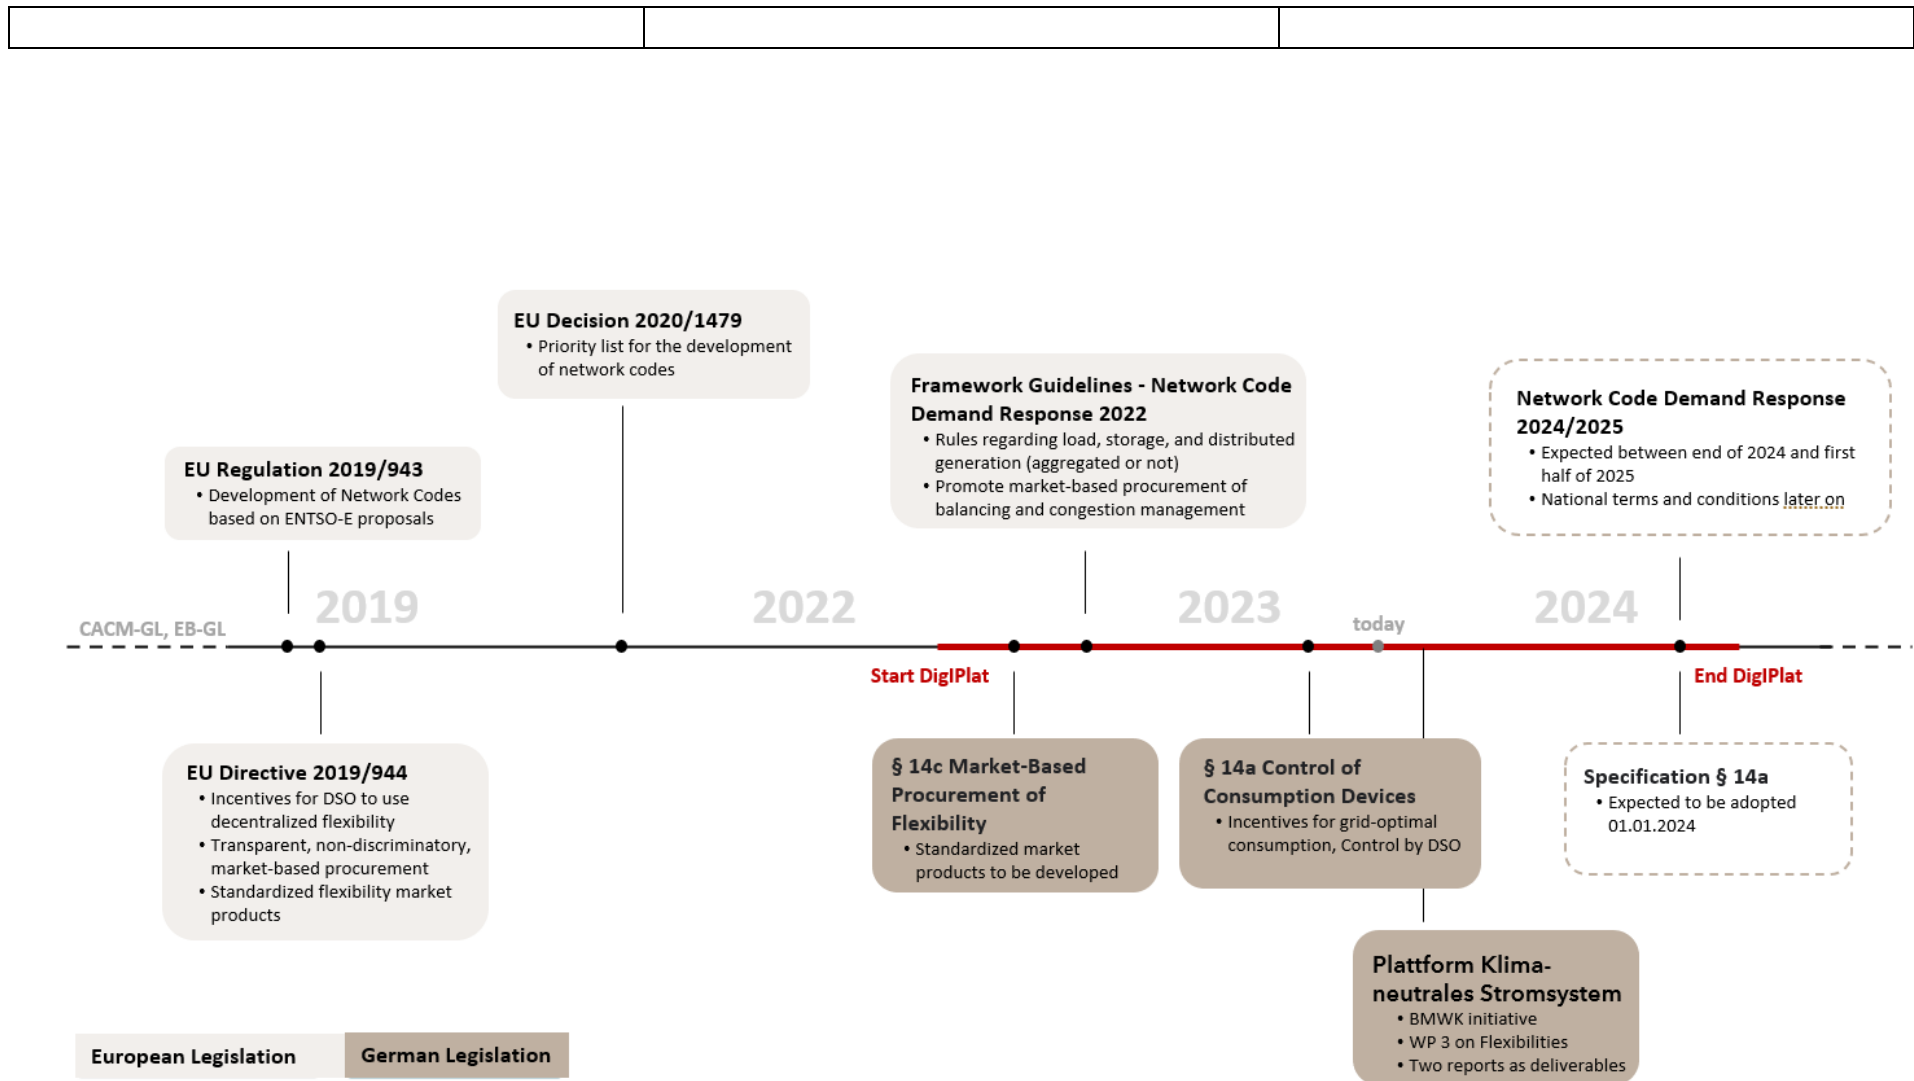 EU Decision 2020/1479
• Priority list for the development
of network codes
Framework Guidelines - Network Code
Demand Response 2022
• Rules regarding load, storage, and distributed
generation (aggregated or not)
• Promote market-based procurement of
balancing and congestion management
Network Code Demand Response
2024/2025
• Expected between end of 2024 and first
half of 2025
• National terms and conditions later on
EU Regulation 2019/943
• Development of Network Codes
based on ENTSO-E proposals
2019
2022
2023
2024
CACM-GL, EB-GL
today
Start DigIPlat
End DigIPlat
EU Directive 2019/944
• Incentives for DSO to use
decentralized flexibility
• Transparent, non-discriminatory,
market-based procurement
• Standardized flexibility market
products
§ 14c Market-Based
Procurement of
Flexibility
• Standardized market
products to be developed
§ 14a Control of
Consumption Devices
• Incentives for grid-optimal
consumption, Control by DSO
Specification § 14a
• Expected to be adopted
01.01.2024
Plattform Klima-
neutrales Stromsystem
• BMWK initiative
• WP 3 on Flexibilities
• Two reports as deliverables
European Legislation
German Legislation